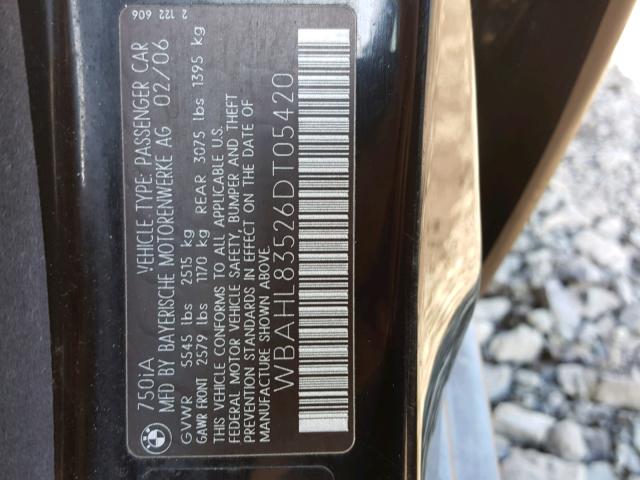 7501A
VEHICLE TYPE: PASSENGER CAR
MFD BY BAYERISCHE MOTORENWERKE AG 02/06
GVWR 5545 lbs 2515 kg
GAWR FRONT 2579 lbs 1170 kg REAR 3075 lbs 1395 kg
THIS VEHICLE CONFORMS TO ALL APPLICABLE U.S.
FEDERAL MOTOR VEHICLE SAFETY, BUMPER AND THEFT
PREVENTION STANDARDS IN EFFECT ON THE DATE OF
MANUFACTURE SHOWN ABOVE.
WBAHL83526DT05420
2 122 606
BMW